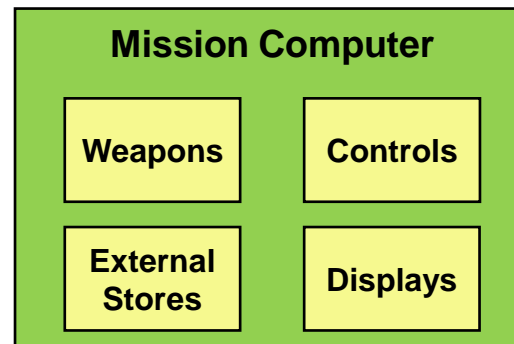 Mission Computer
Weapons
Controls
External
Stores
Displays